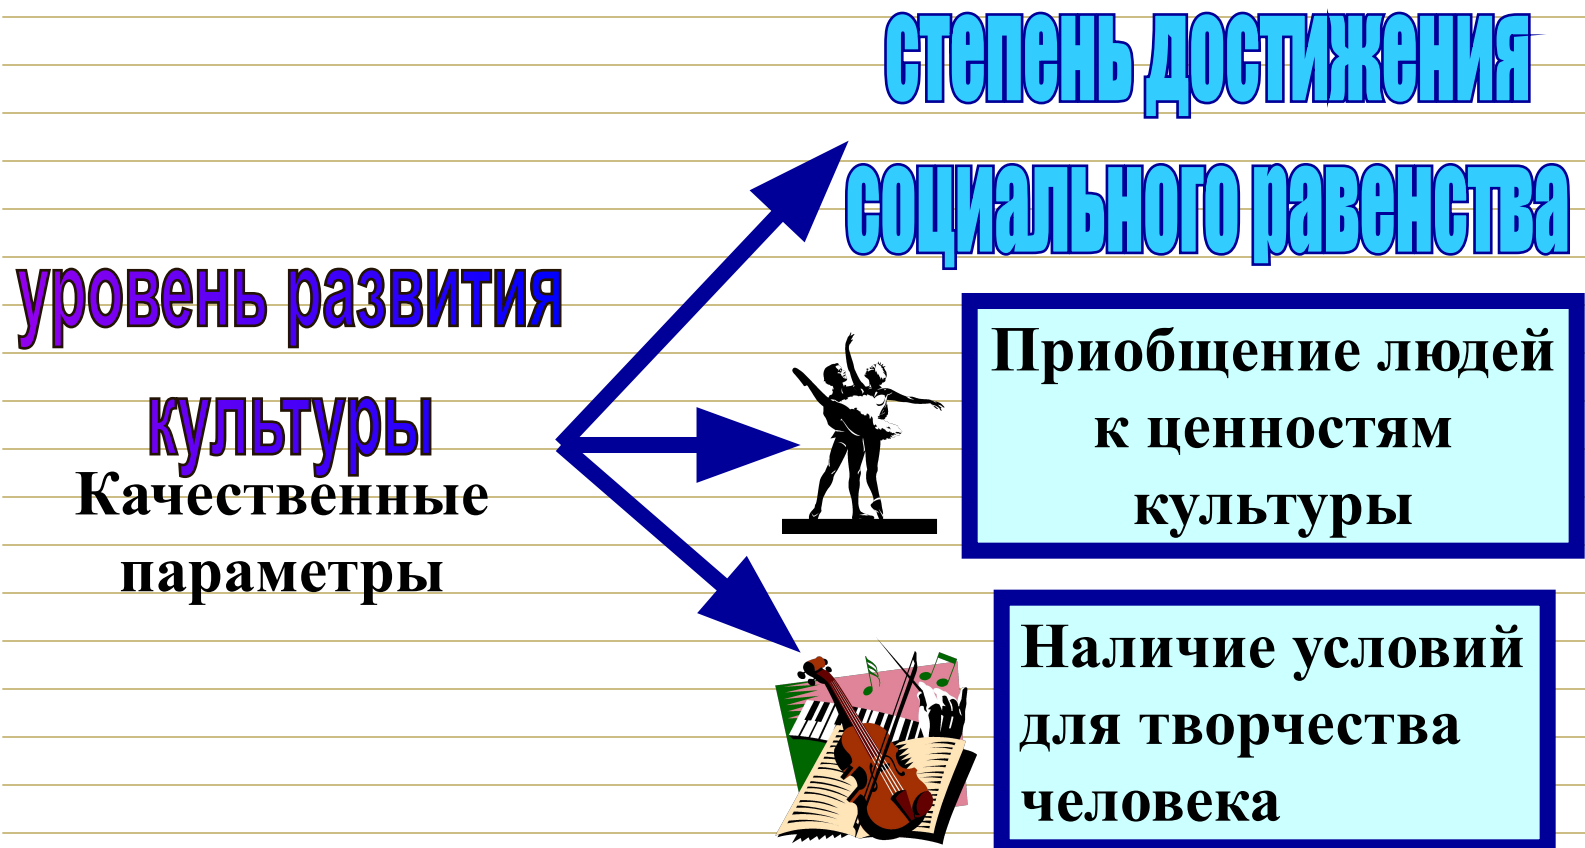 уровень развития
культуры
Качественные
параметры
степень достижения
социального равенства
Приобщение людей
к ценностям
культуры
Наличие условий
для творчества
человека